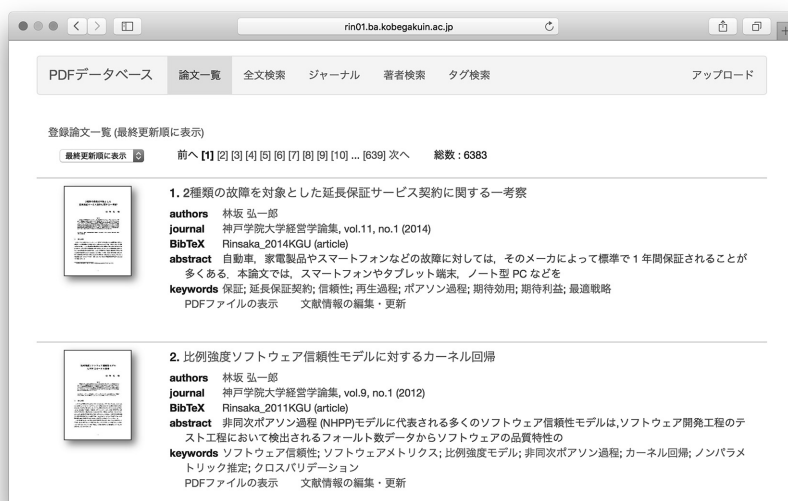 rin01.ba.kobegakuin.ac.jp
PDFデータベース 論文一覧 全文検索 ジャーナル 著者検索 タグ検索 アップロード
登録論文一覧 (最終更新順に表示)
最終更新順に表示 前へ [1] [2] [3] [4] [5] [6] [7] [8] [9] [10] ... [639] 次へ 総数 : 6383
1. 2種類の故障を対象とした延長保証サービス契約に関する一考察
authors 林坂 弘一郎
journal 神戸学院大学経営学論集, vol.11, no.1 (2014)
BibTeX Rinsaka_2014KGU (article)
abstract 自動車，家電製品やスマートフォンなどの故障に対しては，そのメーカによって標準で 1 年間保証されることが
多くある．本論文では，スマートフォンやタブレット端末，ノート型 PC などを
keywords 保証; 延長保証契約; 信頼性; 再生過程; ポアソン過程; 期待効用; 期待利益; 最適戦略
PDFファイルの表示 文献情報の編集・更新
2. 比例強度ソフトウェア信頼性モデルに対するカーネル回帰
authors 林坂 弘一郎
journal 神戸学院大学経営学論集, vol.9, no.1 (2012)
BibTeX Rinsaka_2011KGU (article)
abstract 非同次ポアソン過程 (NHPP)モデルに代表される多くのソフトウェア信頼性モデルは,ソフトウェア開発工程のテ
スト工程において検出されるフォールト数データからソフトウェアの品質特性の
keywords ソフトウェア信頼性; ソフトウェアメトリクス; 比例強度モデル; 非同次ポアソン過程; カーネル回帰; ノンパラメ
トリック推定; クロスバリデーション
PDFファイルの表示 文献情報の編集・更新